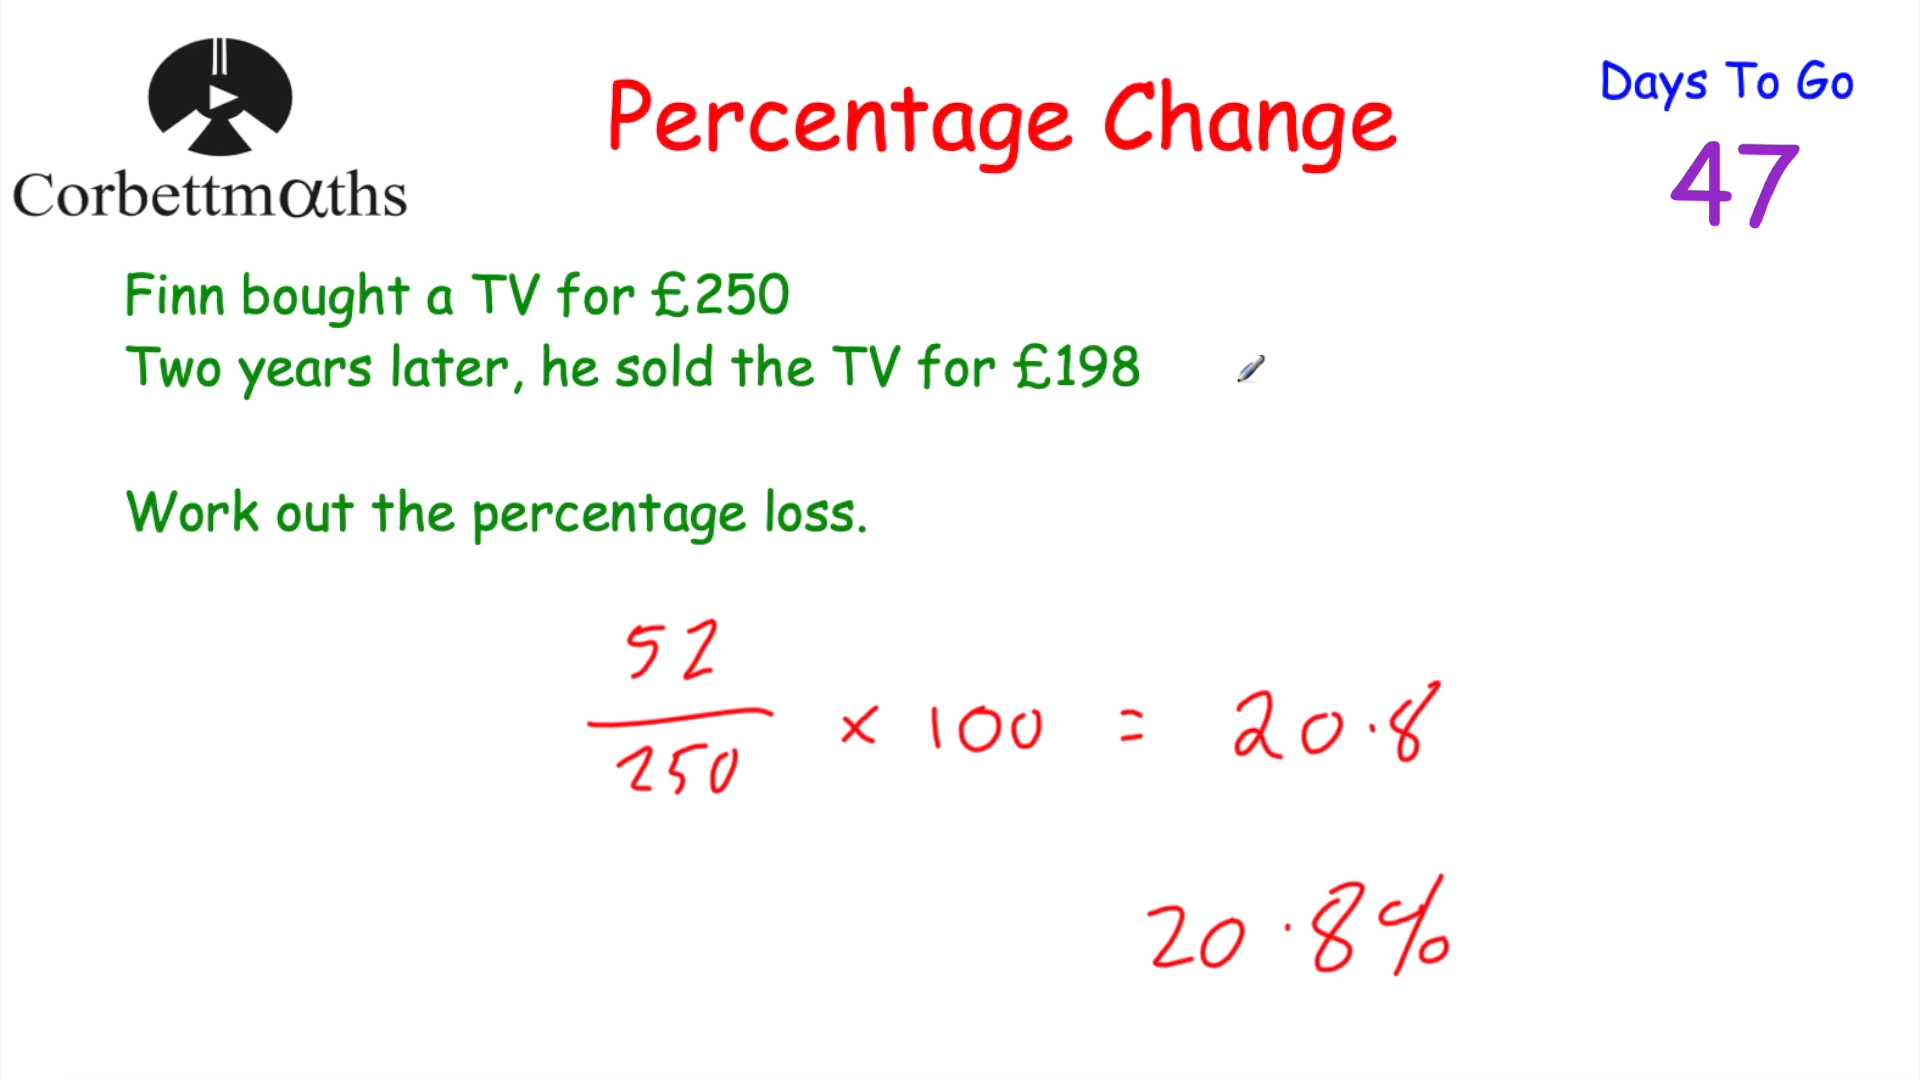 Corbettmαths
Percentage Change
Days To Go
47
Finn bought a TV for £250
Two years later, he sold the TV for £198
Work out the percentage loss.
52
250
× 100 = 20.8
20.8%